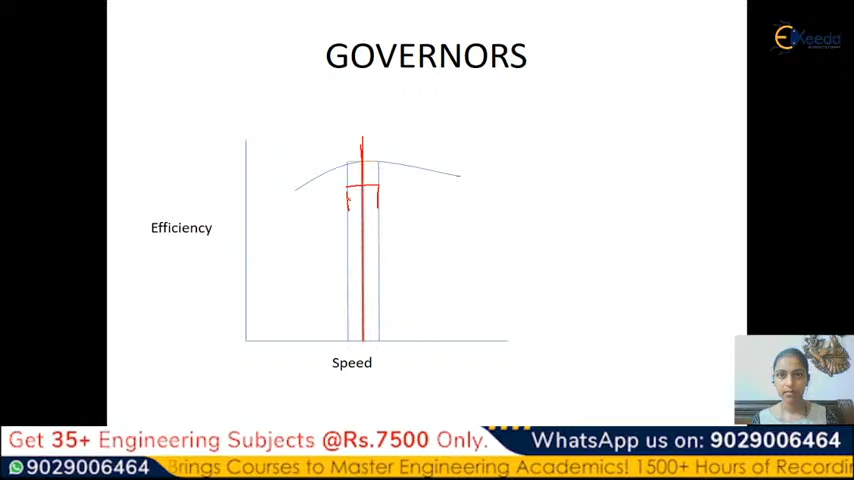 GOVERNORS
Ekeeda
Efficiency
Speed
Get 35+ Engineering Subjects @Rs.7500 Only.
WhatsApp us on: 9029006464
9029006464
Brings Courses to Master Engineering Academics! 1500+ Hours of Recordin